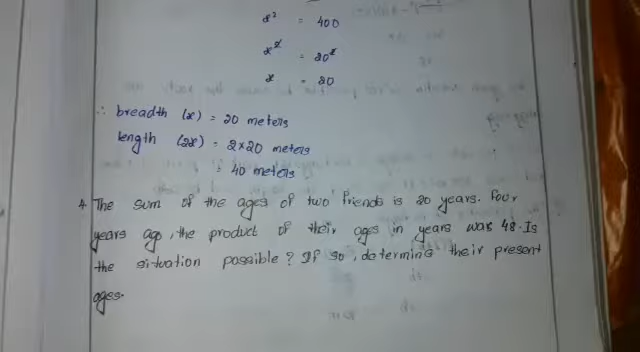 x² = 400
x² = 20²
x = 20
∴ breadth (x) = 20 meters
length (2x) = 2×20 meters
= 40 meters
4. The sum of the ages of two friends is 20 years. Four
years ago, the product of their ages in years was 48. Is
the situation possible? If so, determine their present
ages.